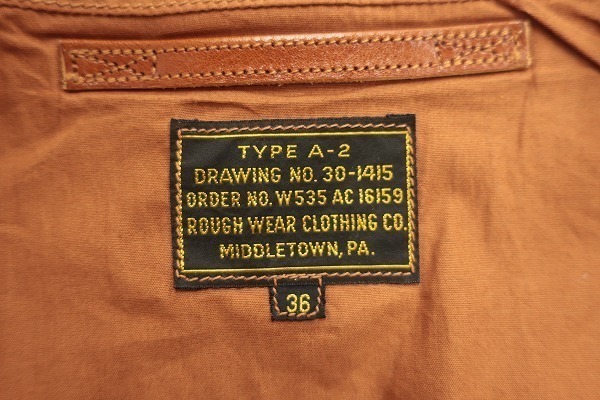 TYPE A-2
DRAWING NO. 30-1415
ORDER NO. W535 AC 16159
ROUGH WEAR CLOTHING CO.
MIDDLETOWN, PA.
36